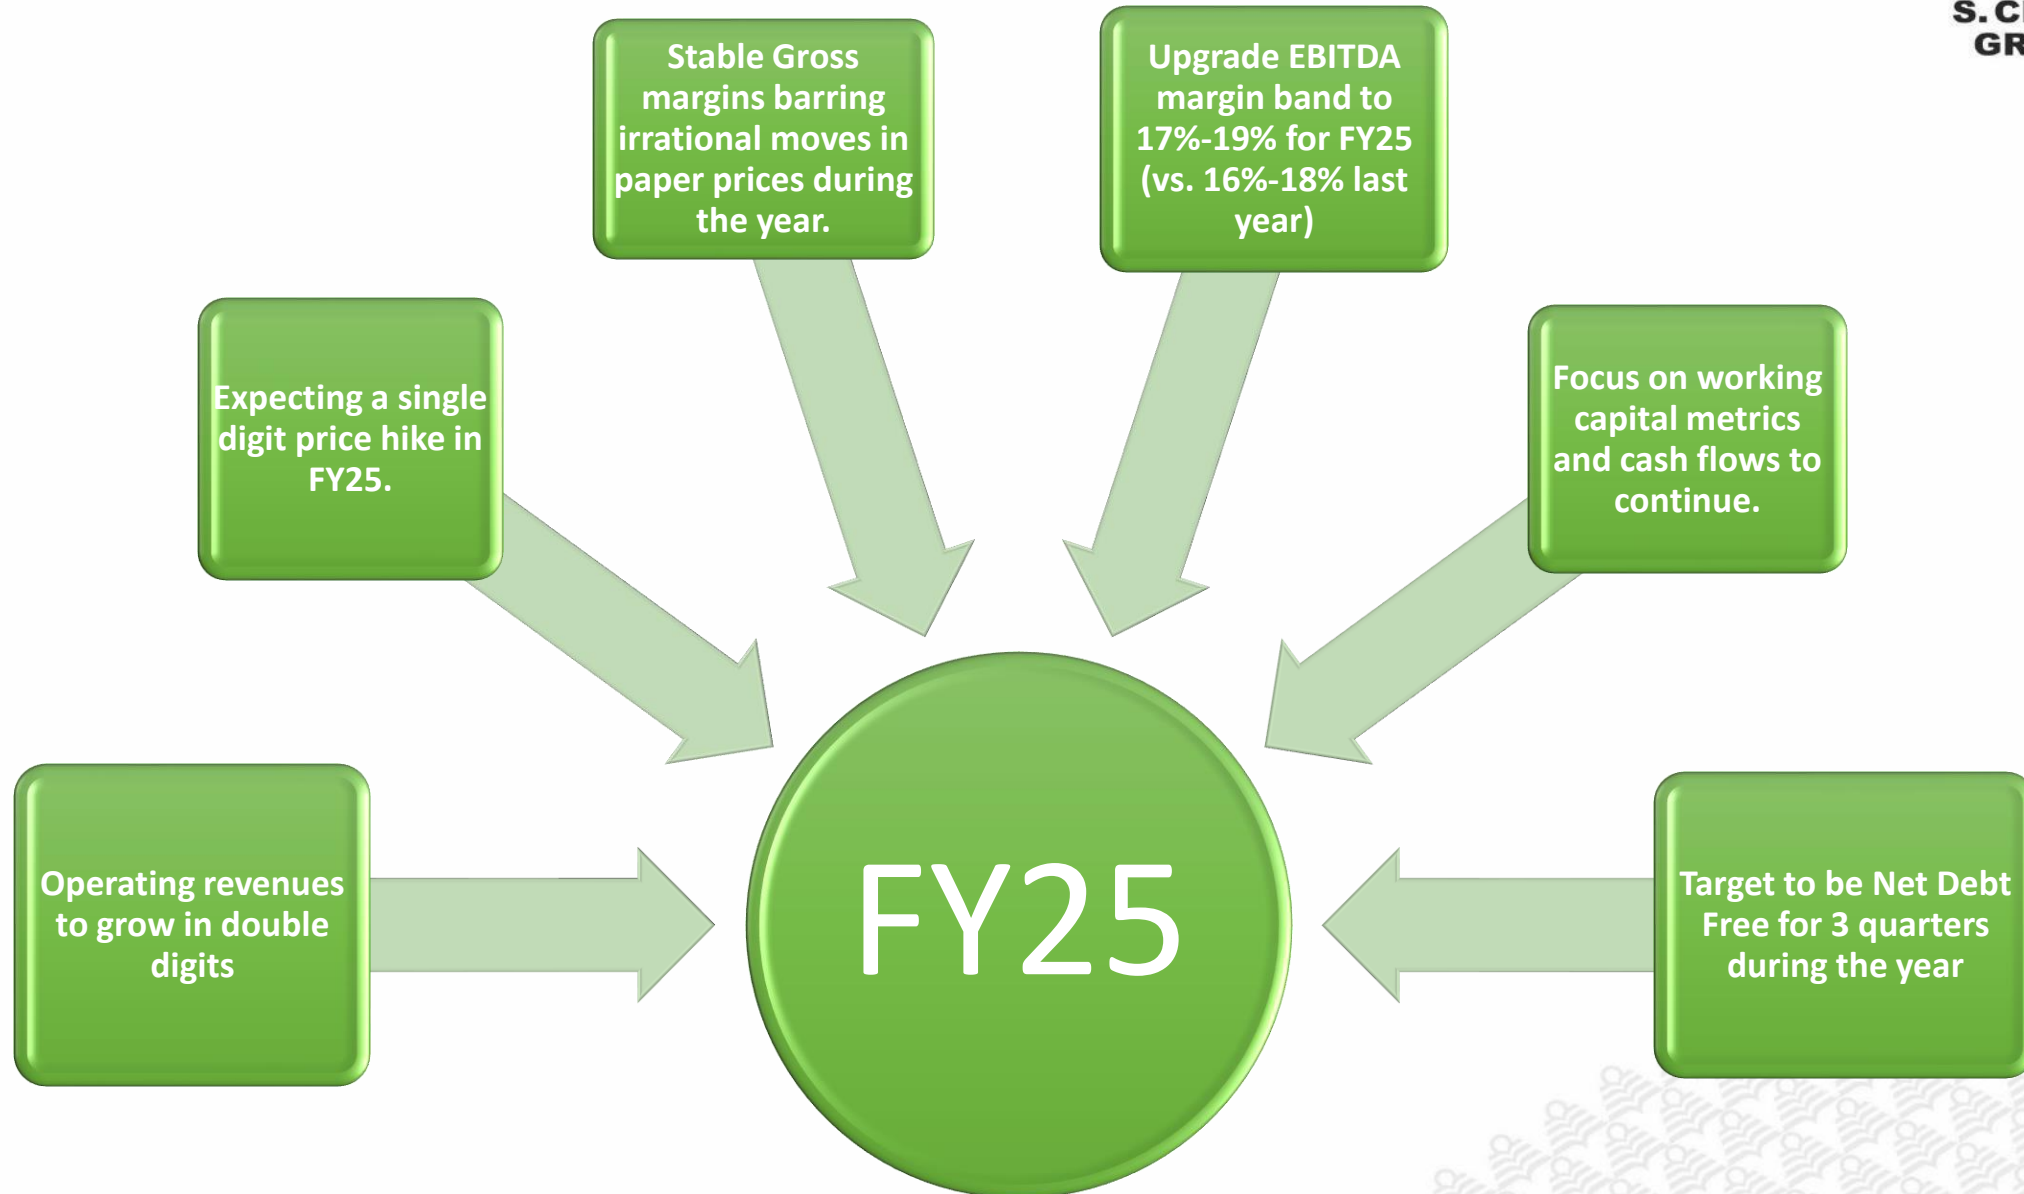 S. C
GR
Stable Gross
margins barring
irrational moves in
paper prices during
the year.
Upgrade EBITDA
margin band to
17%-19% for FY25
(vs. 16%-18% last
year)
Expecting a single
digit price hike in
FY25.
Focus on working
capital metrics
and cash flows to
continue.
Operating revenues
to grow in double
digits
FY25
Target to be Net Debt
Free for 3 quarters
during the year